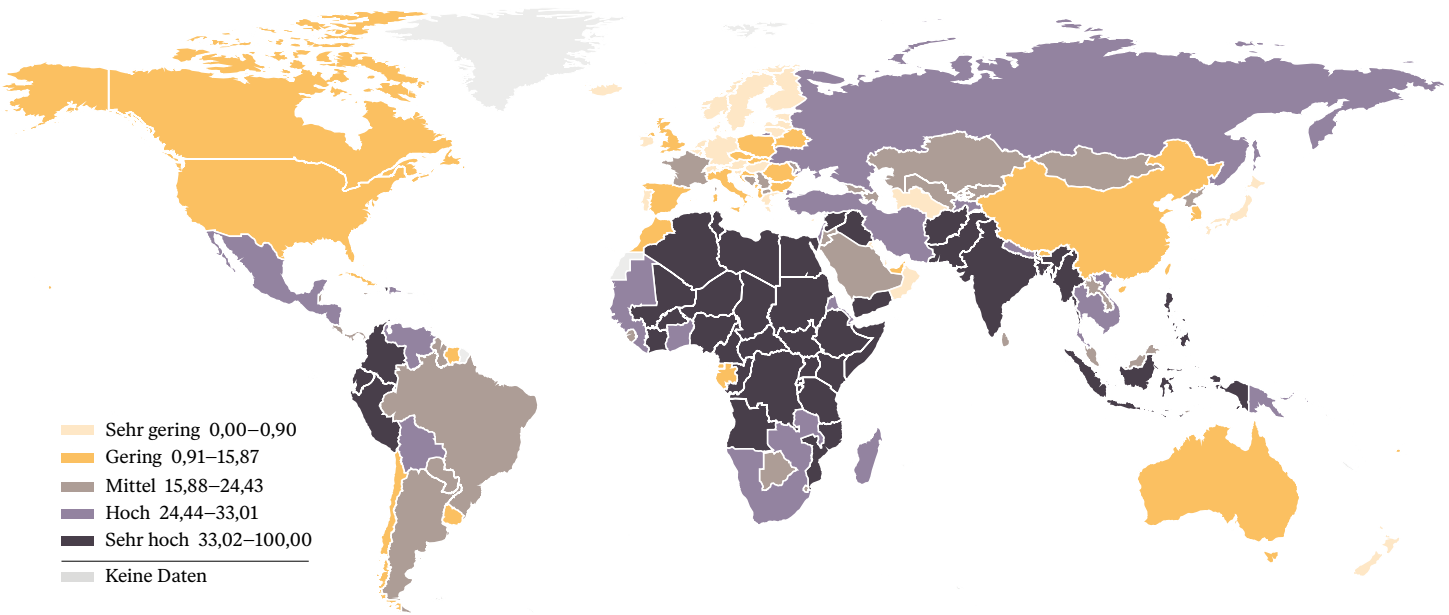 Sehr gering 0,00–0,90
Gering 0,91–15,87
Mittel 15,88–24,43
Hoch 24,44–33,01
Sehr hoch 33,02–100,00
Keine Daten